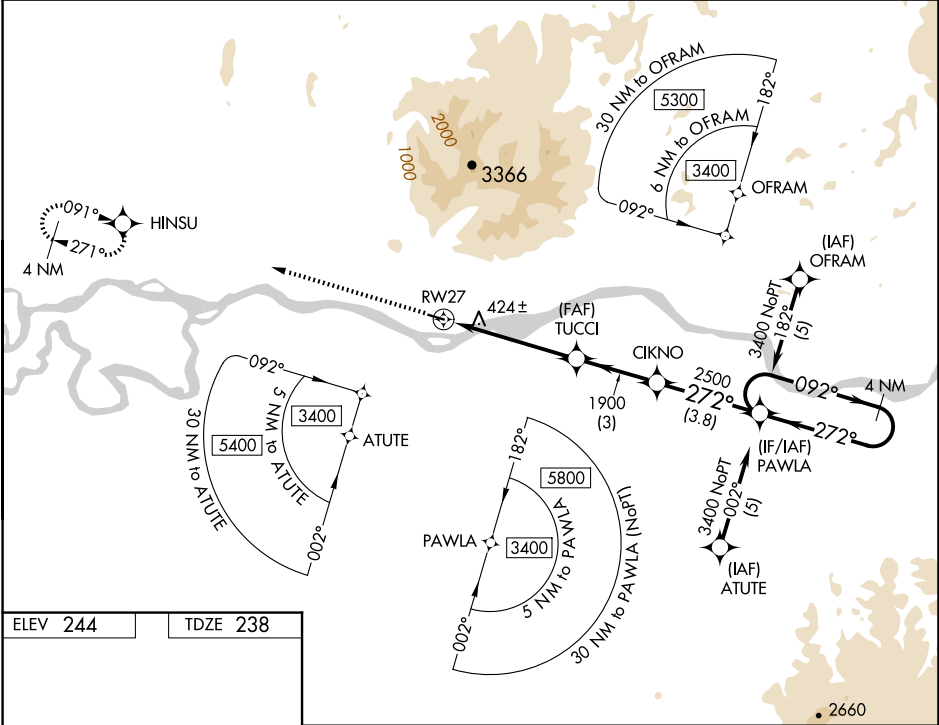 30 NM to OFRAM
5300
182°
6 NM to OFRAM
3400
OFRAM
092°
2000
1000
3366
091°
HINSU
271°
4 NM
(IAF)
OFRAM
3400 NoPT
182°
(5)
RW27
424±
(FAF)
TUCCI
CIKNO
2500
272°
(3.8)
1900
(3)
092°
4 NM
272°
(IF/IAF)
PAWLA
092°
5 NM to ATUTE
3400
5400
ATUTE
30 NM to ATUTE
002°
182°
5800
PAWLA
3400
5 NM to PAWLA
30 NM to PAWLA (NoPT)
002°
3400 NoPT
002°
(5)
(IAF)
ATUTE
ELEV 244
TDZE 238
2660